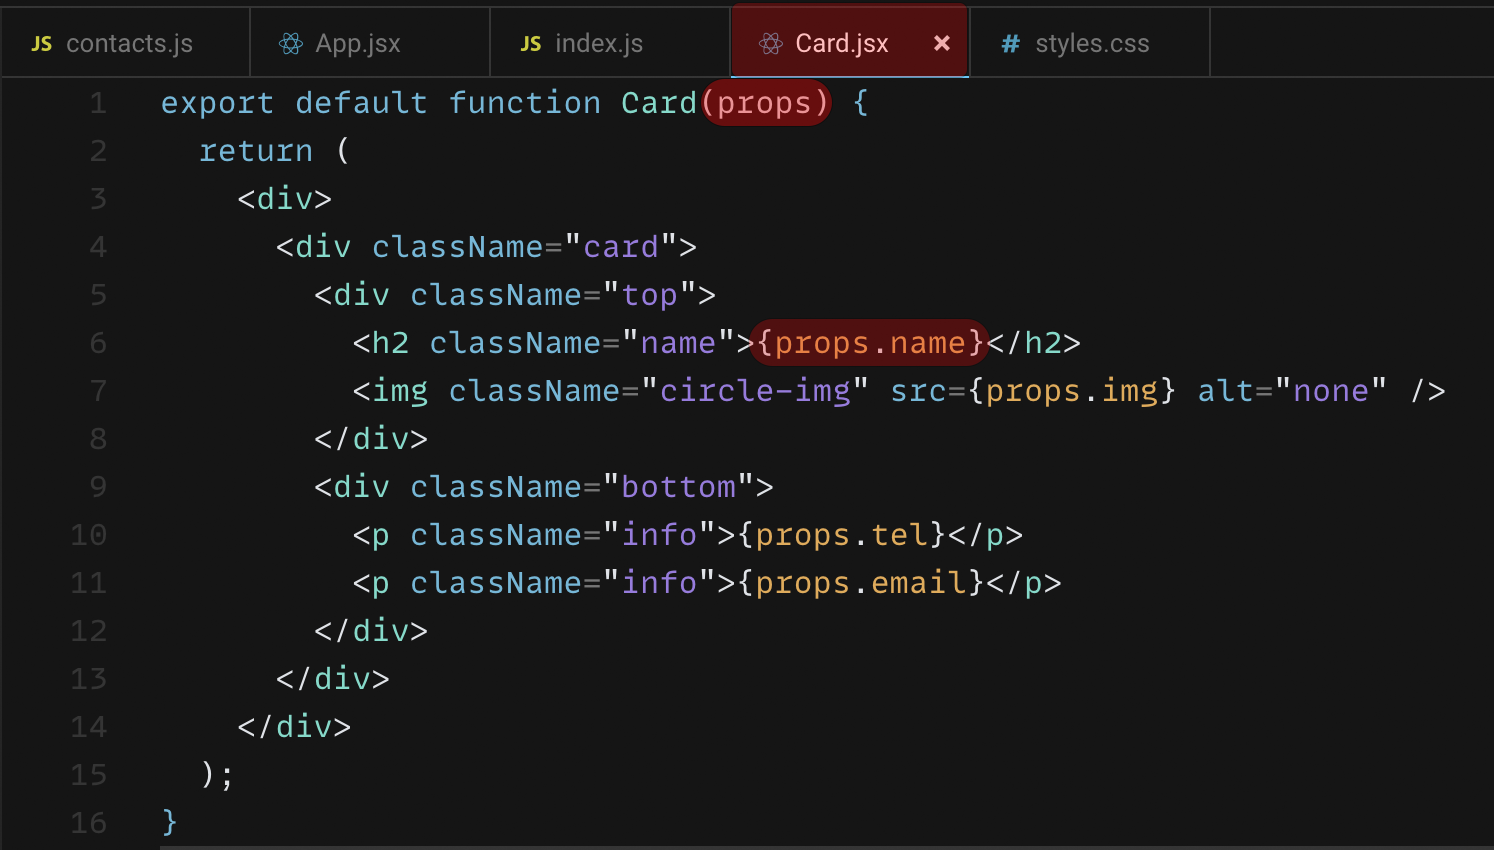 JS contacts.js App.jsx JS index.js Card.jsx × # styles.css
1 export default function Card(props) {
2   return (
3     <div>
4       <div className="card">
5         <div className="top">
6           <h2 className="name">{props.name}</h2>
7           <img className="circle-img" src={props.img} alt="none" />
8         </div>
9         <div className="bottom">
10           <p className="info">{props.tel}</p>
11           <p className="info">{props.email}</p>
12         </div>
13       </div>
14     </div>
15   );
16 }